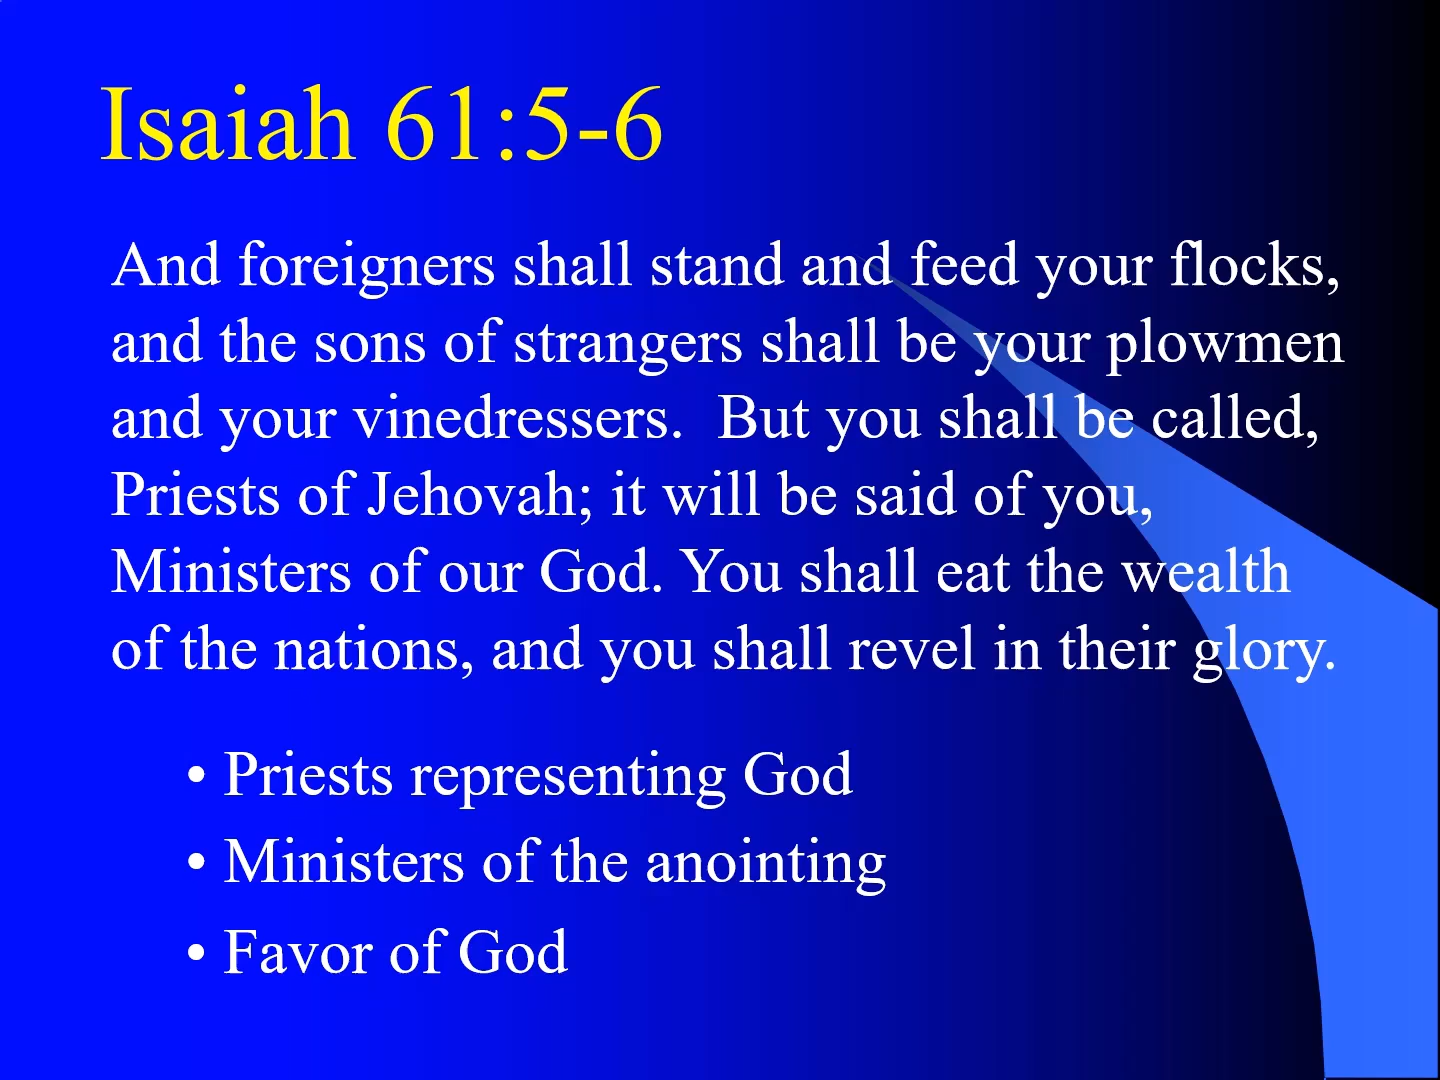 Isaiah 61:5-6
And foreigners shall stand and feed your flocks,
and the sons of strangers shall be your plowmen
and your vinedressers.  But you shall be called,
Priests of Jehovah; it will be said of you,
Ministers of our God. You shall eat the wealth
of the nations, and you shall revel in their glory.
• Priests representing God
• Ministers of the anointing
• Favor of God